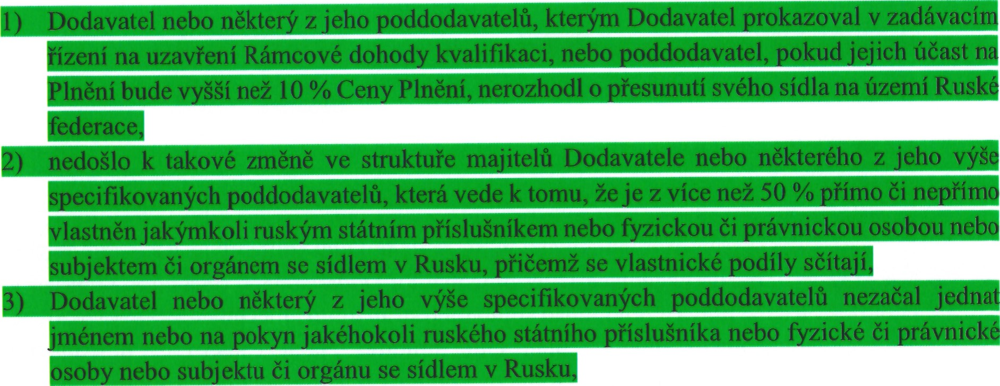 1) Dodavatel nebo některý z jeho poddodavatelů, kterým Dodavatel prokazoval v zadávacím
řízení na uzavření Rámcové dohody kvalifikaci, nebo poddodavatel, pokud jejich účast na
Plnění bude vyšší než 10 % Ceny Plnění, nerozhodl o přesunutí svého sídla na území Ruské
federace,
2) nedošlo k takové změně ve struktuře majitelů Dodavatele nebo některého z jeho výše
specifikovaných poddodavatelů, která vede k tomu, že je z více než 50 % přímo či nepřímo
vlastněn jakýmkoli ruským státním příslušníkem nebo fyzickou či právnickou osobou nebo
subjektem či orgánem se sídlem v Rusku, přičemž se vlastnické podíly sčítají,
3) Dodavatel nebo některý z jeho výše specifikovaných poddodavatelů nezačal jednat
jménem nebo na pokyn jakéhokoli ruského státního příslušníka nebo fyzické či právnické
osoby nebo subjektu či orgánu se sídlem v Rusku,